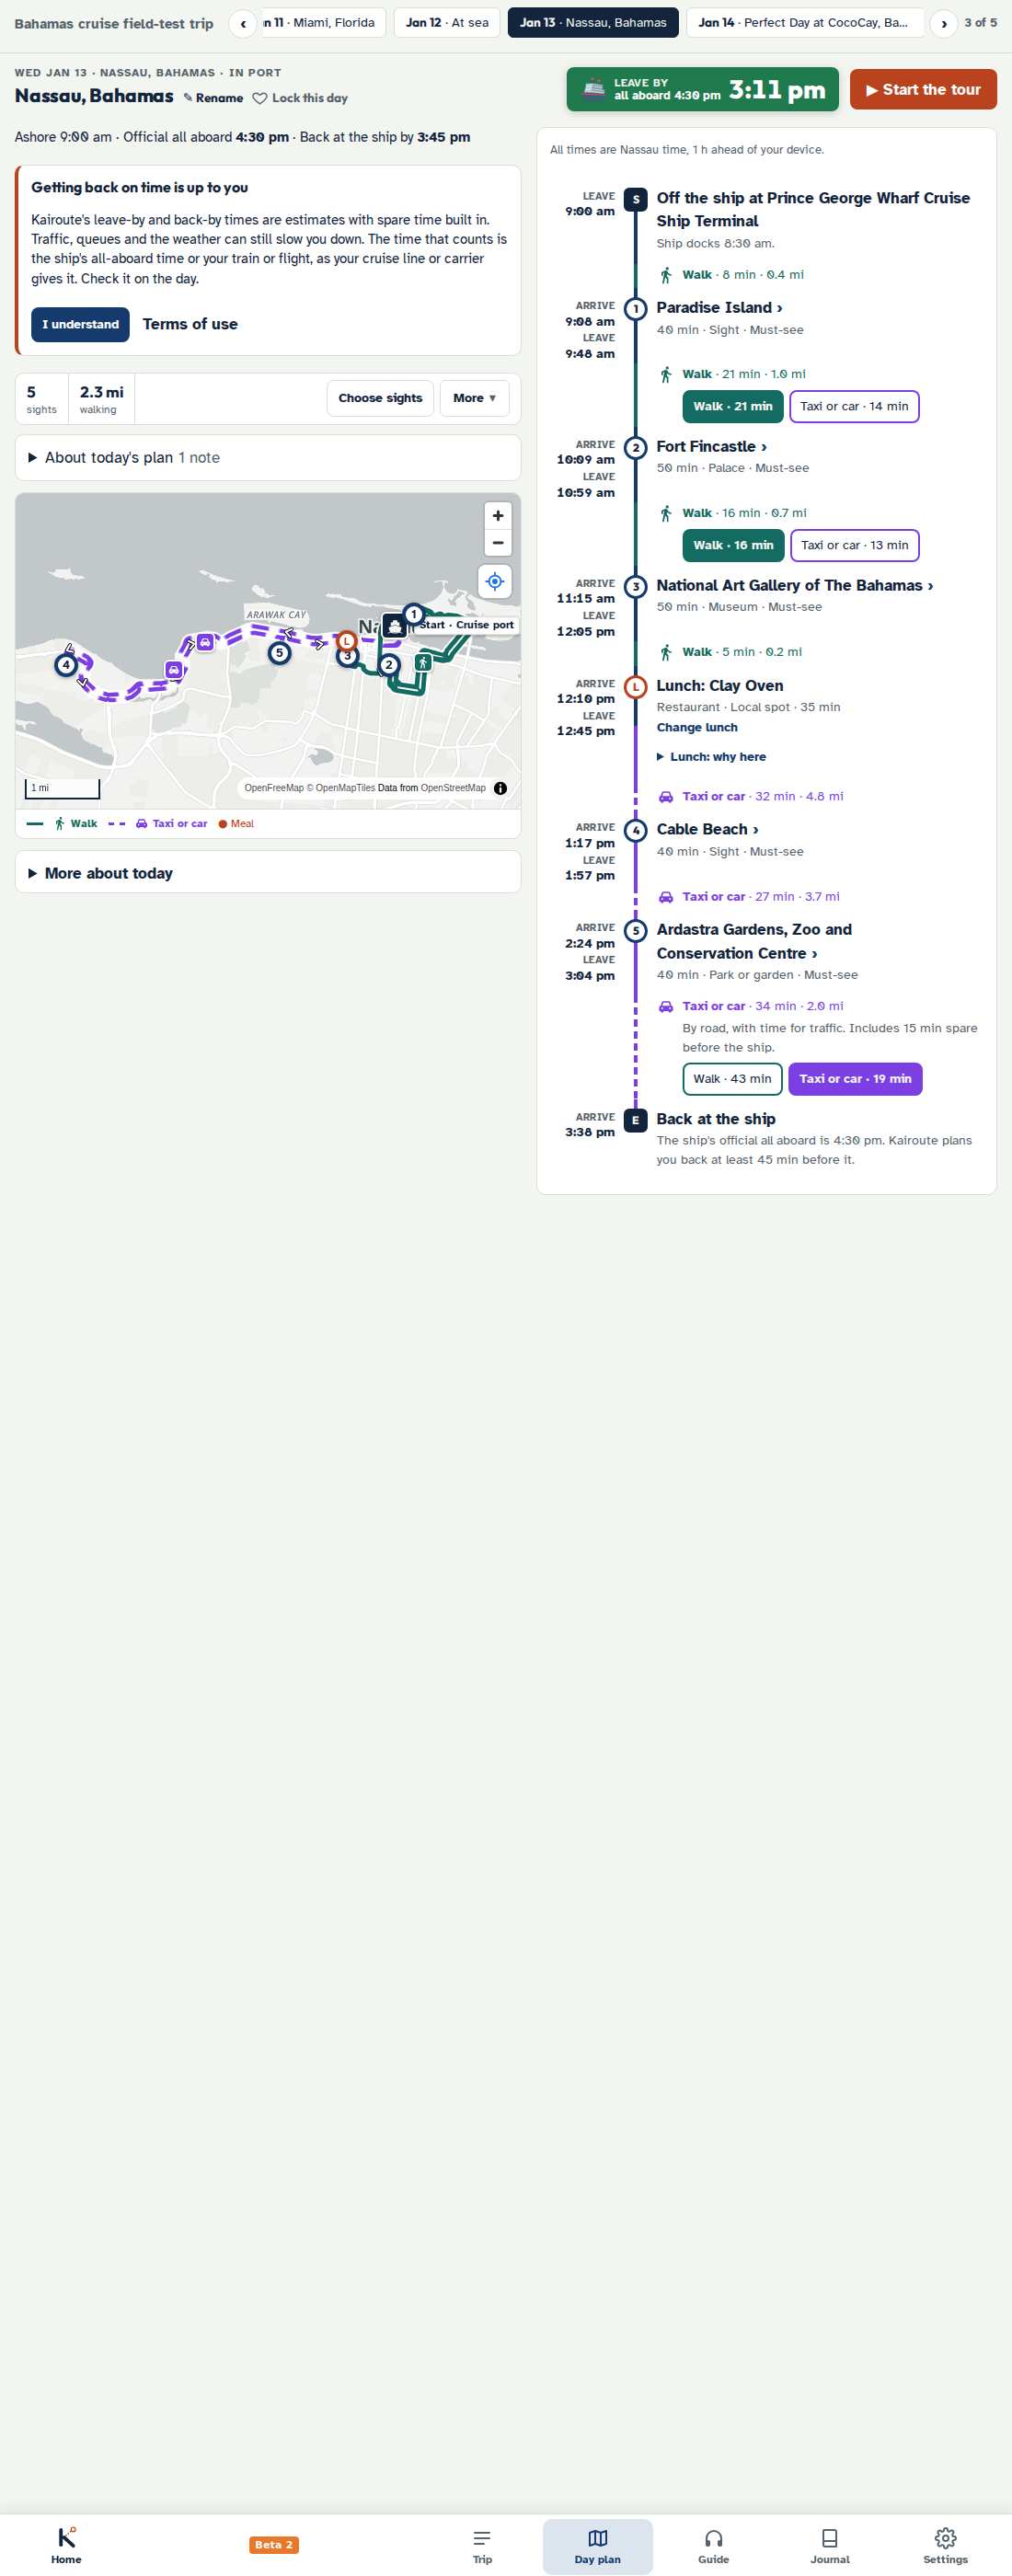 Bahamas cruise field-test trip
‹
n 11 · Miami, Florida
Jan 12 · At sea
Jan 13 · Nassau, Bahamas
Jan 14 · Perfect Day at CocoCay, Ba...
›
3 of 5
WED JAN 13 · NASSAU, BAHAMAS · IN PORT
Nassau, Bahamas
✎ Rename
Lock this day
LEAVE BY
all aboard 4:30 pm
3:11 pm
▶ Start the tour
Ashore 9:00 am · Official all aboard 4:30 pm · Back at the ship by 3:45 pm
Getting back on time is up to you
Kairoute's leave-by and back-by times are estimates with spare time built in.
Traffic, queues and the weather can still slow you down. The time that counts is
the ship's all-aboard time or your train or flight, as your cruise line or carrier
gives it. Check it on the day.
I understand
Terms of use
5
sights
2.3 mi
walking
Choose sights
More ▼
▶ About today's plan 1 note
+
−
ARAWAK CAY
Na
1
Start · Cruise port
L
3
2
5
4
1 mi
OpenFreeMap © OpenMapTiles Data from OpenStreetMap
Walk
Taxi or car
Meal
▶ More about today
All times are Nassau time, 1 h ahead of your device.
LEAVE
9:00 am
S
Off the ship at Prince George Wharf Cruise
Ship Terminal
Ship docks 8:30 am.
Walk · 8 min · 0.4 mi
ARRIVE
9:08 am
LEAVE
9:48 am
1
Paradise Island ›
40 min · Sight · Must-see
Walk · 21 min · 1.0 mi
Walk · 21 min
Taxi or car · 14 min
ARRIVE
10:09 am
LEAVE
10:59 am
2
Fort Fincastle ›
50 min · Palace · Must-see
Walk · 16 min · 0.7 mi
Walk · 16 min
Taxi or car · 13 min
ARRIVE
11:15 am
LEAVE
12:05 pm
3
National Art Gallery of The Bahamas ›
50 min · Museum · Must-see
Walk · 5 min · 0.2 mi
ARRIVE
12:10 pm
LEAVE
12:45 pm
L
Lunch: Clay Oven
Restaurant · Local spot · 35 min
Change lunch
▶ Lunch: why here
Taxi or car · 32 min · 4.8 mi
ARRIVE
1:17 pm
LEAVE
1:57 pm
4
Cable Beach ›
40 min · Sight · Must-see
Taxi or car · 27 min · 3.7 mi
ARRIVE
2:24 pm
LEAVE
3:04 pm
5
Ardastra Gardens, Zoo and
Conservation Centre ›
40 min · Park or garden · Must-see
Taxi or car · 34 min · 2.0 mi
By road, with time for traffic. Includes 15 min spare
before the ship.
Walk · 43 min
Taxi or car · 19 min
ARRIVE
3:38 pm
E
Back at the ship
The ship's official all aboard is 4:30 pm. Kairoute plans
you back at least 45 min before it.
Home
Beta 2
Trip
Day plan
Guide
Journal
Settings